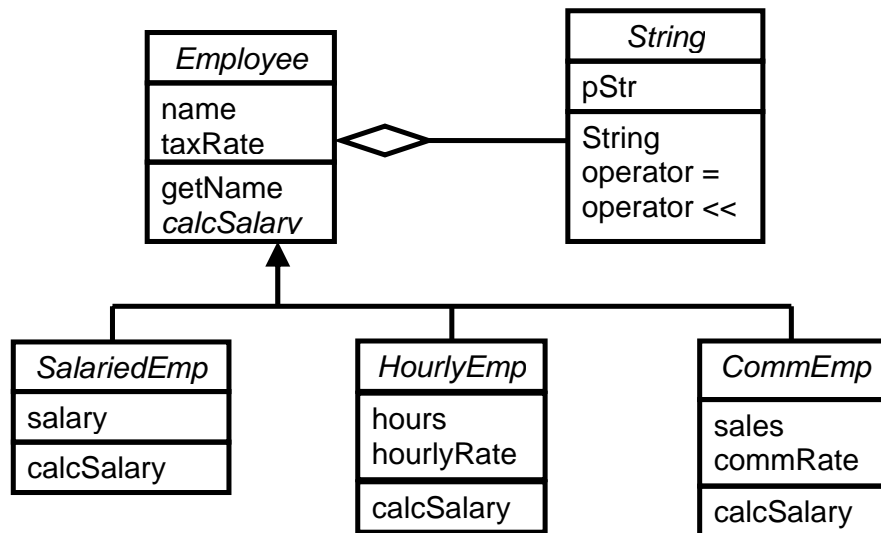 Employee
name
taxRate
getName
calcSalary
String
pStr
String
operator =
operator <<
SalariedEmp
salary
calcSalary
HourlyEmp
hours
hourlyRate
calcSalary
CommEmp
sales
commRate
calcSalary